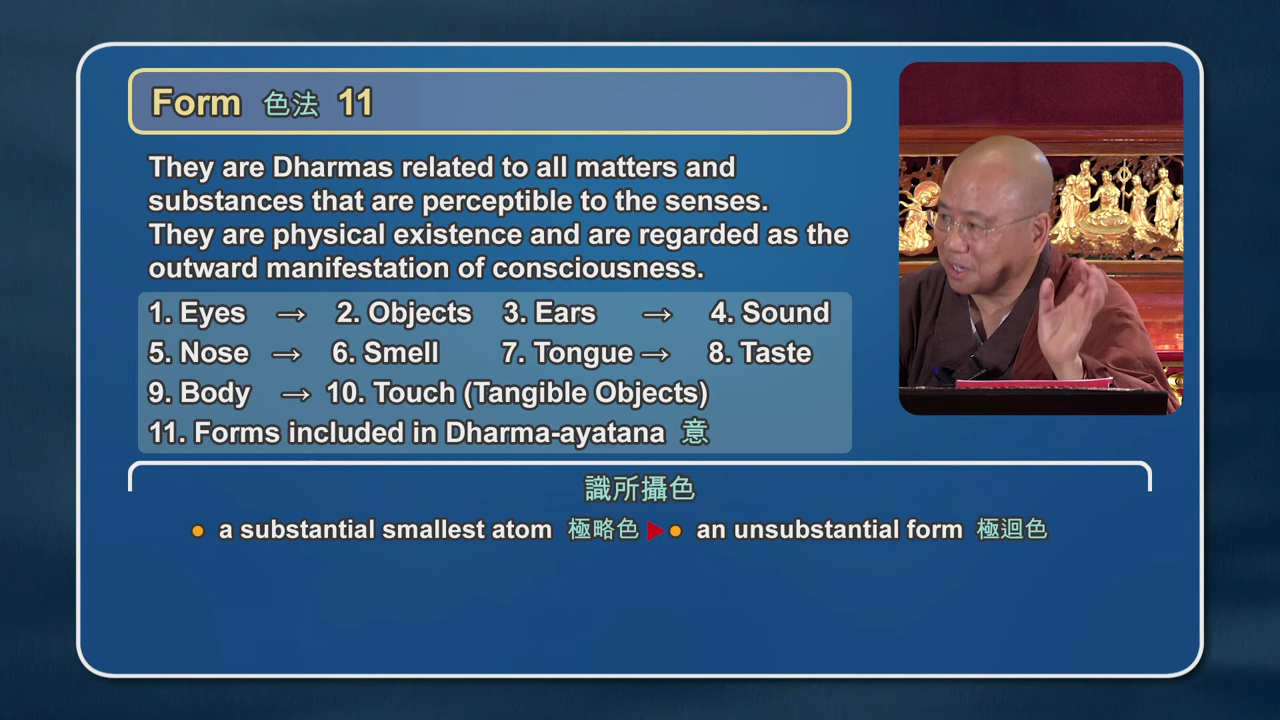 Form 色法 11
They are Dharmas related to all matters and
substances that are perceptible to the senses.
They are physical existence and are regarded as the
outward manifestation of consciousness.
1. Eyes → 2. Objects 3. Ears → 4. Sound
5. Nose → 6. Smell 7. Tongue → 8. Taste
9. Body → 10. Touch (Tangible Objects)
11. Forms included in Dharma-ayatana 意
識所攝色
• a substantial smallest atom 極略色 ▶ • an unsubstantial form 極迴色